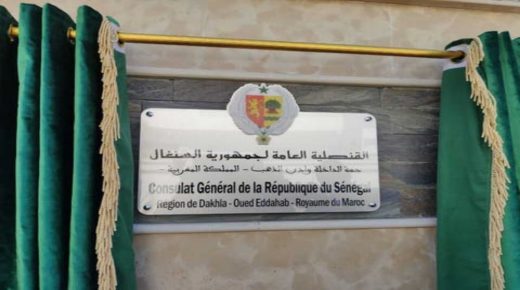 القنصلية العامة لجمهورية السنغال
جهة الداخلة وادي الذهب - المملكة المغربية -
Consulat Général de la République du Sénégal
Région de Dakhla - Oued Eddahab - Royaume du Maroc